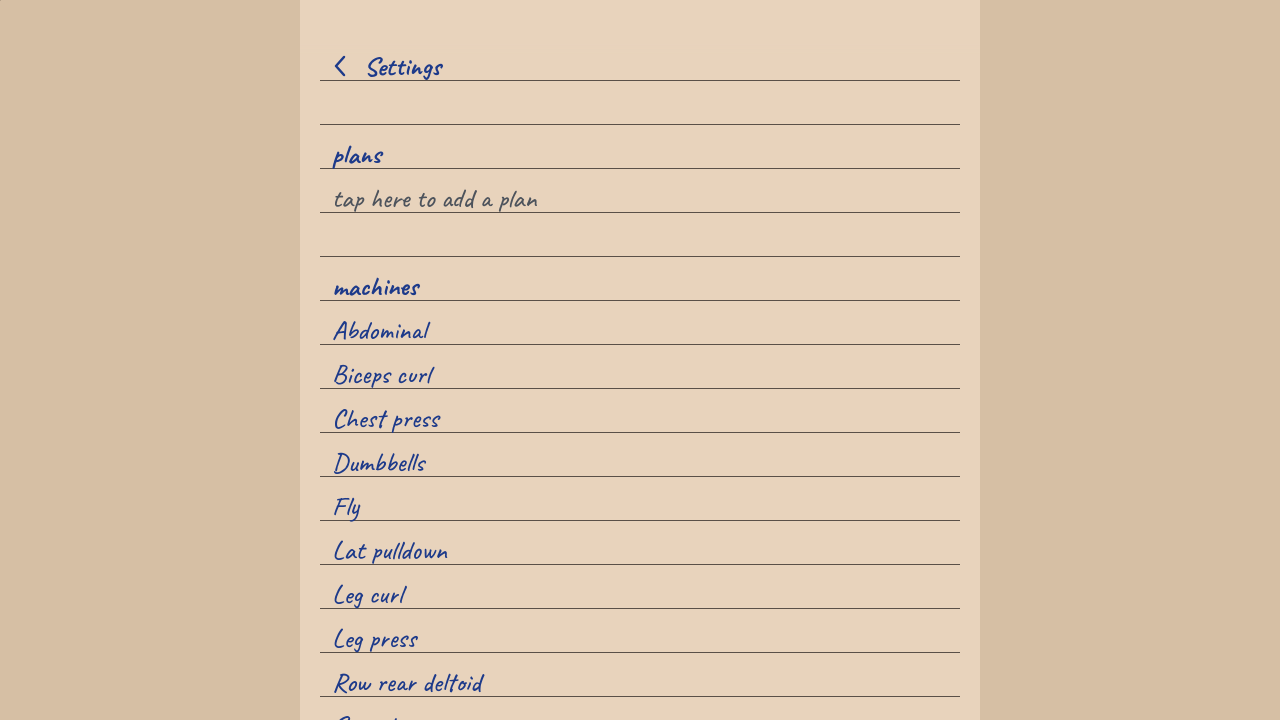 Settings
plans
tap here to add a plan
machines
Abdominal
Biceps curl
Chest press
Dumbbells
Fly
Lat pulldown
Leg curl
Leg press
Row rear deltoid